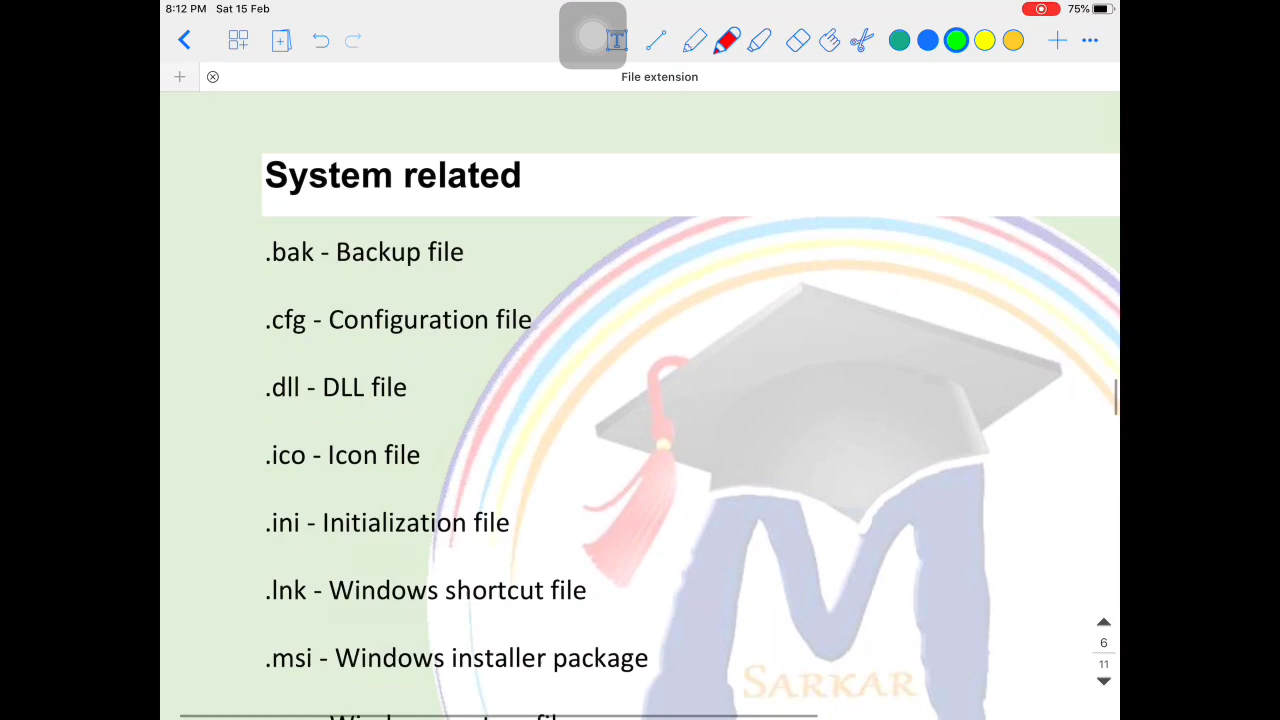 8:12 PM Sat 15 Feb
75%
T
File extension
System related
.bak - Backup file
.cfg - Configuration file
.dll - DLL file
.ico - Icon file
.ini - Initialization file
.lnk - Windows shortcut file
.msi - Windows installer package
M
SARKAR
6
11